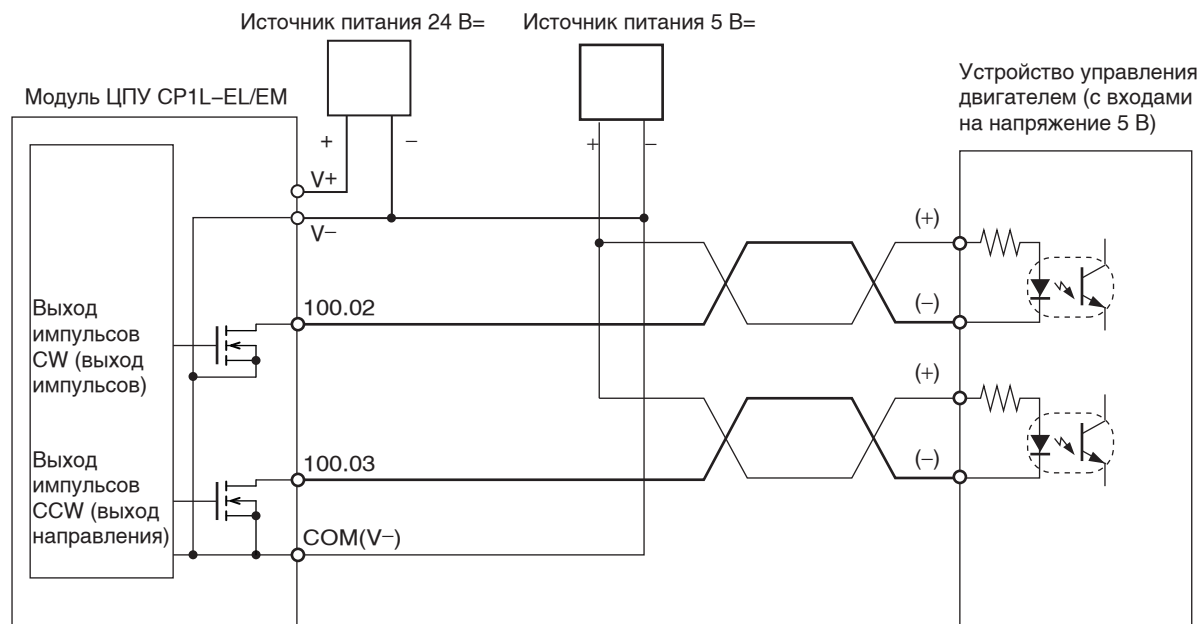 Источник питания 24 В=
Источник питания 5 В=
Модуль ЦПУ CP1L–EL/EM
Устройство управления
двигателем (с входами
на напряжение 5 В)
+
–
+
–
V+
V–
(+)
(–)
Выход
импульсов
CW (выход
импульсов)
100.02
(+)
(–)
Выход
импульсов
CCW (выход
направления)
100.03
COM(V–)